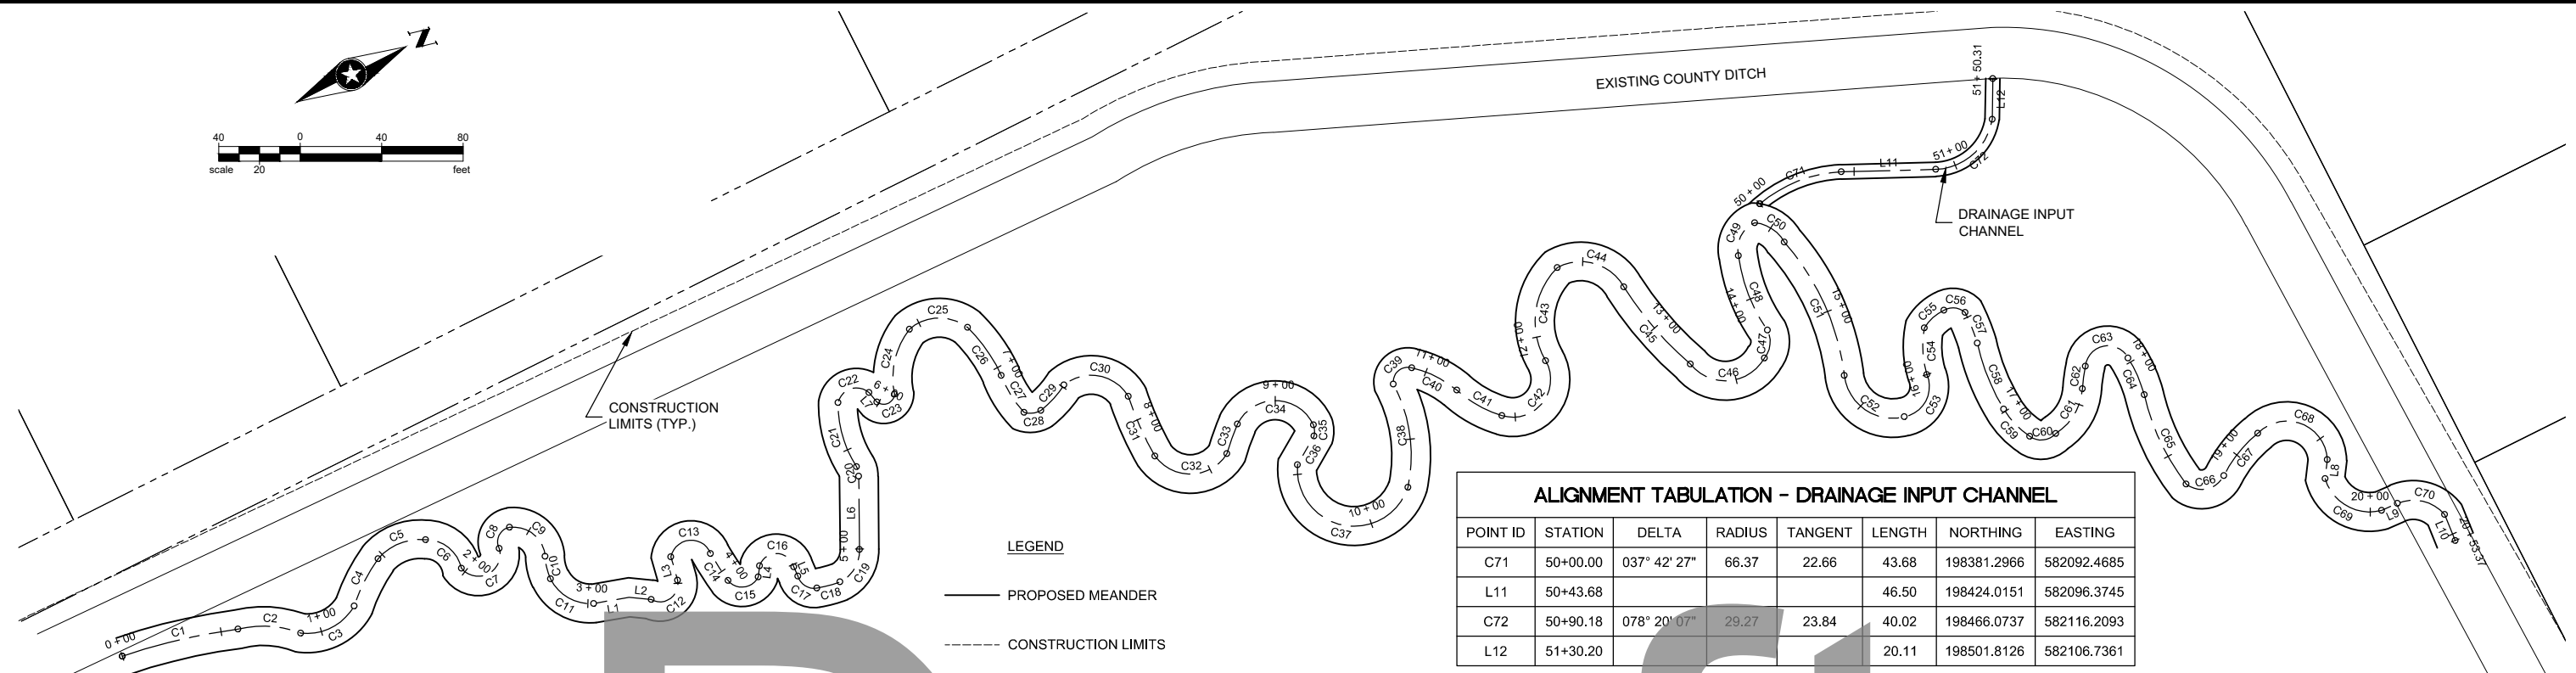 N
40 0 40 80
scale 20 feet
EXISTING COUNTY DITCH
51 + 50.31
L12
50 + 00
C71
L11
51 + 00
C72
DRAINAGE INPUT
CHANNEL
CONSTRUCTION
LIMITS (TYP.)
0 + 00
C1
C2
1 + 00
C3
C4
C5
C6
2 + 00
C7
C8
C9
C10
C11
3 + 00
L1
L2
C12
L3
C13
C14
4 + 00
C15
L4
C16
L5
C17
C18
C19
5 + 00
L6
C20
C21
C22
L7
6 + 00
C23
C24
C25
C26
7 + 00
C27
C28
C29
C30
8 + 00
C31
C32
C33
C34
9 + 00
C35
C36
C37
10 + 00
C38
C39
11 + 00
C40
C41
C42
12 + 00
C43
C44
13 + 00
C45
C46
C47
C48
14 + 00
C49
C50
C51
15 + 00
C52
C53
16 + 00
C54
C55
C56
C57
C58
17 + 00
C59
C60
C61
C62
C63
18 + 00
C64
C65
C66
19 + 00
C67
C68
L8
C69
20 + 00
L9
C70
L10
20 + 53.37
LEGEND
PROPOSED MEANDER
CONSTRUCTION LIMITS
ALIGNMENT TABULATION - DRAINAGE INPUT CHANNEL
POINT ID STATION DELTA RADIUS TANGENT LENGTH NORTHING EASTING
C71 50+00.00 037° 42' 27" 66.37 22.66 43.68 198381.2966 582092.4685
L11 50+43.68 46.50 198424.0151 582096.3745
C72 50+90.18 078° 20' 07" 29.27 23.84 40.02 198466.0737 582116.2093
L12 51+30.20 20.11 198501.8126 582106.7361